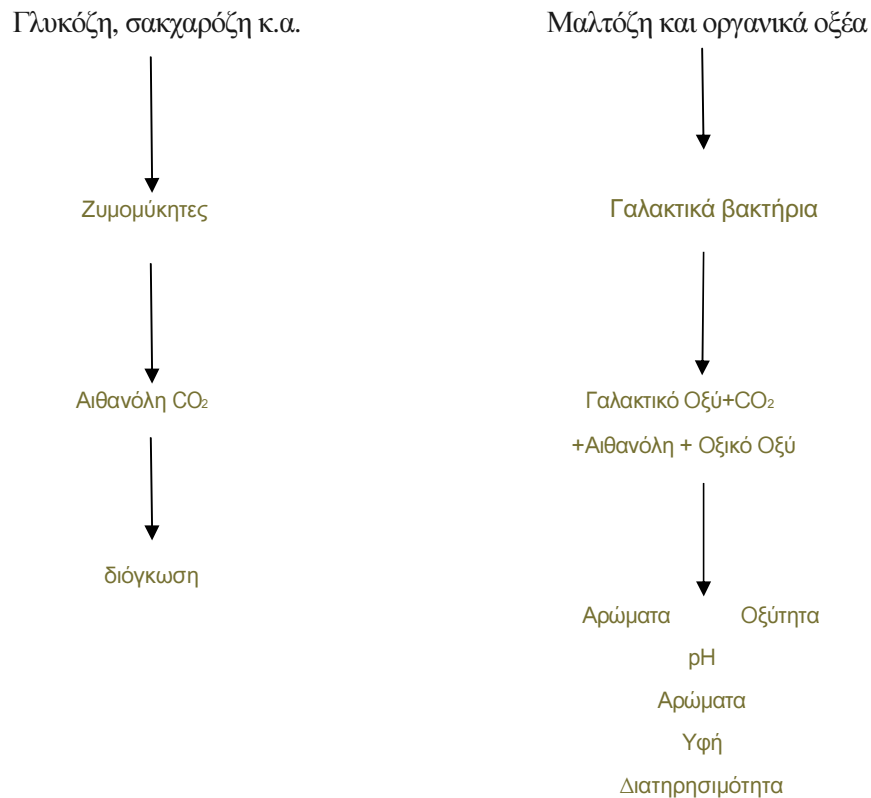 Γλυκόζη, σακχαρόζη κ.α.
Ζυμομύκητες
Αιθανόλη CO₂
διόγκωση
Μαλτόζη και οργανικά οξέα
Γαλακτικά βακτήρια
Γαλακτικό Οξύ+CO₂
+Αιθανόλη + Οξικό Οξύ
Αρώματα Οξύτητα
pH
Αρώματα
Υφή
Διατηρησιμότητα